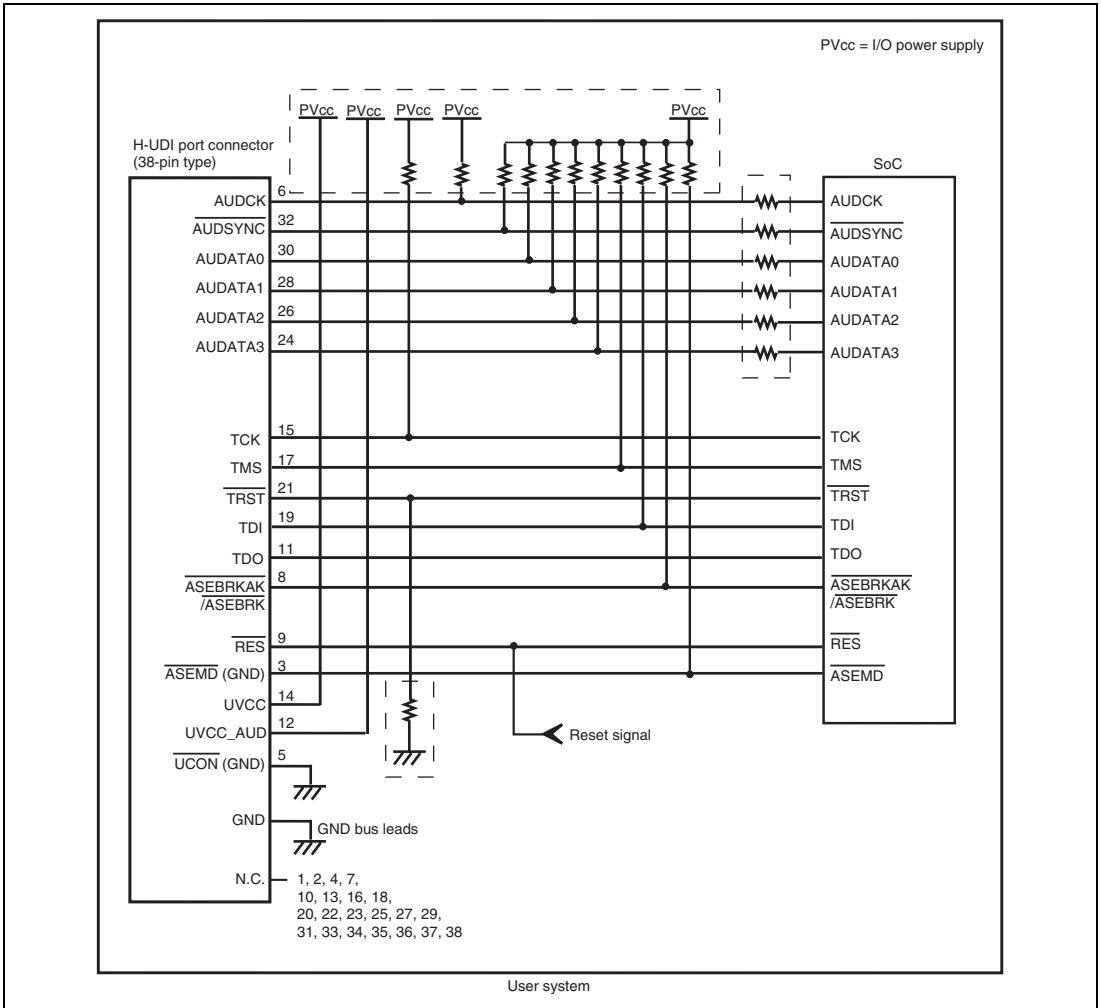 PVcc = I/O power supply
PVcc PVcc PVcc PVcc PVcc
H-UDI port connector
(38-pin type)
SoC
AUDCK 6 AUDCK
AUDSYNC 32 AUDSYNC
AUDATA0 30 AUDATA0
AUDATA1 28 AUDATA1
AUDATA2 26 AUDATA2
AUDATA3 24 AUDATA3
TCK 15 TCK
TMS 17 TMS
TRST 21 TRST
TDI 19 TDI
TDO 11 TDO
ASEBRKAK 8 ASEBRKAK
/ASEBRK /ASEBRK
RES 9 RES
ASEMD (GND) 3 ASEMD
UVCC 14
UVCC_AUD 12
Reset signal
UCON (GND) 5
GND GND bus leads
N.C. 1, 2, 4, 7,
10, 13, 16, 18,
20, 22, 23, 25, 27, 29,
31, 33, 34, 35, 36, 37, 38
User system